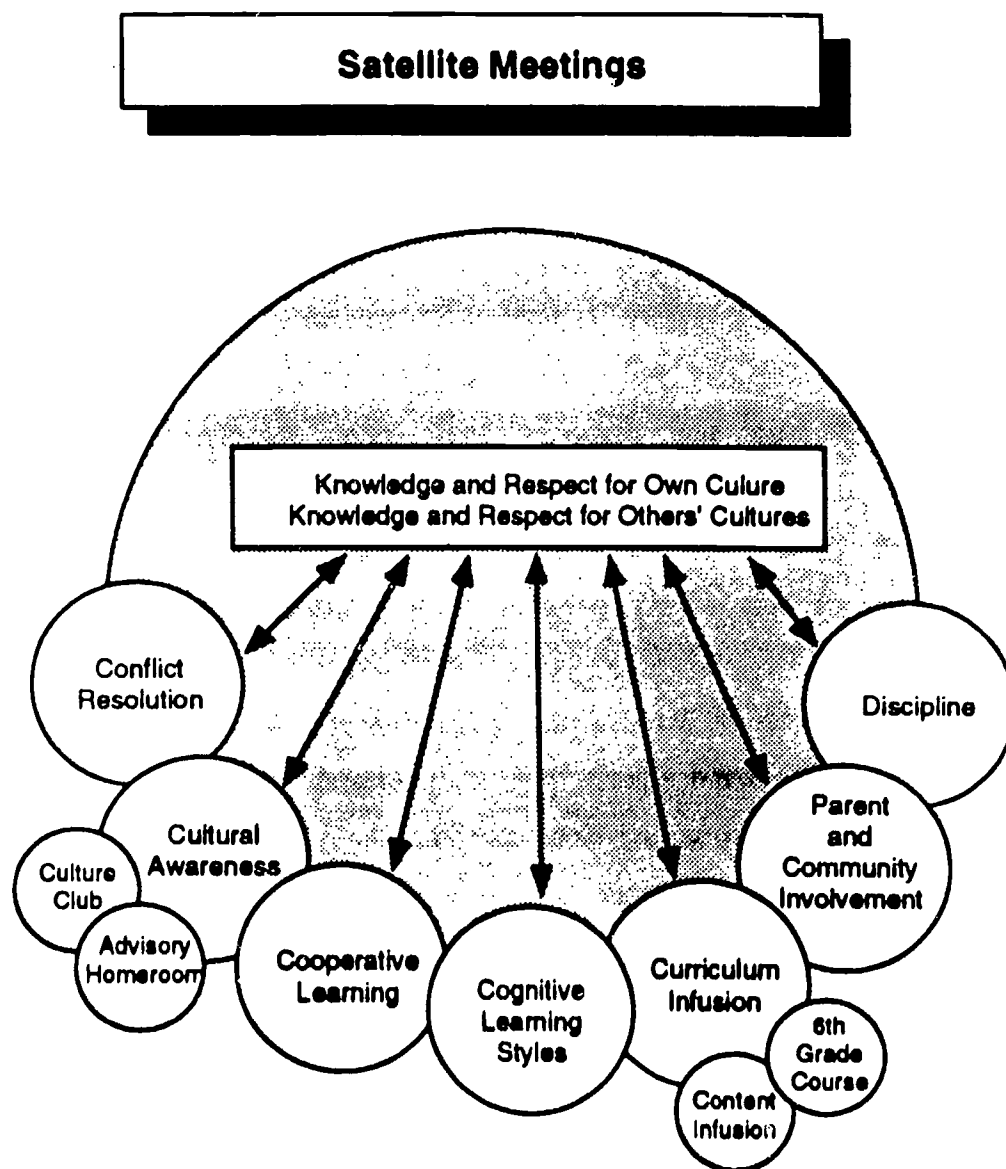 Satellite Meetings
Knowledge and Respect for Own Culure
Knowledge and Respect for Others' Cultures
Conflict
Resolution
Discipline
Cultural
Awareness
Parent
and
Community
Involvement
Culture
Club
Advisory
Homeroom
Cooperative
Learning
Cognitive
Learning
Styles
Curriculum
Infusion
6th
Grade
Course
Content
Infusion